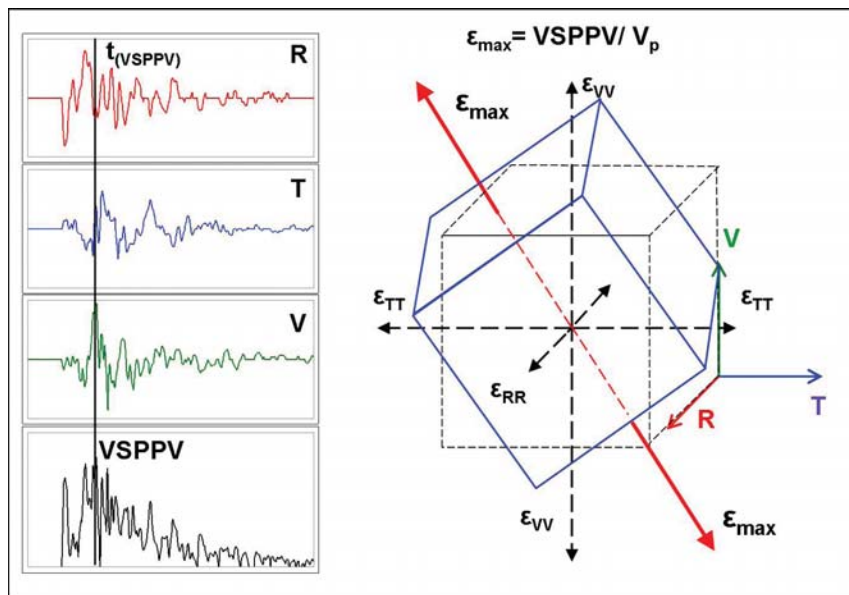 R
t(VSPPV)
T
V
VSPPV
εmax= VSPPV/ Vp
εVV
εmax
V
εTT
εTT
εRR
R
T
εVV
εmax